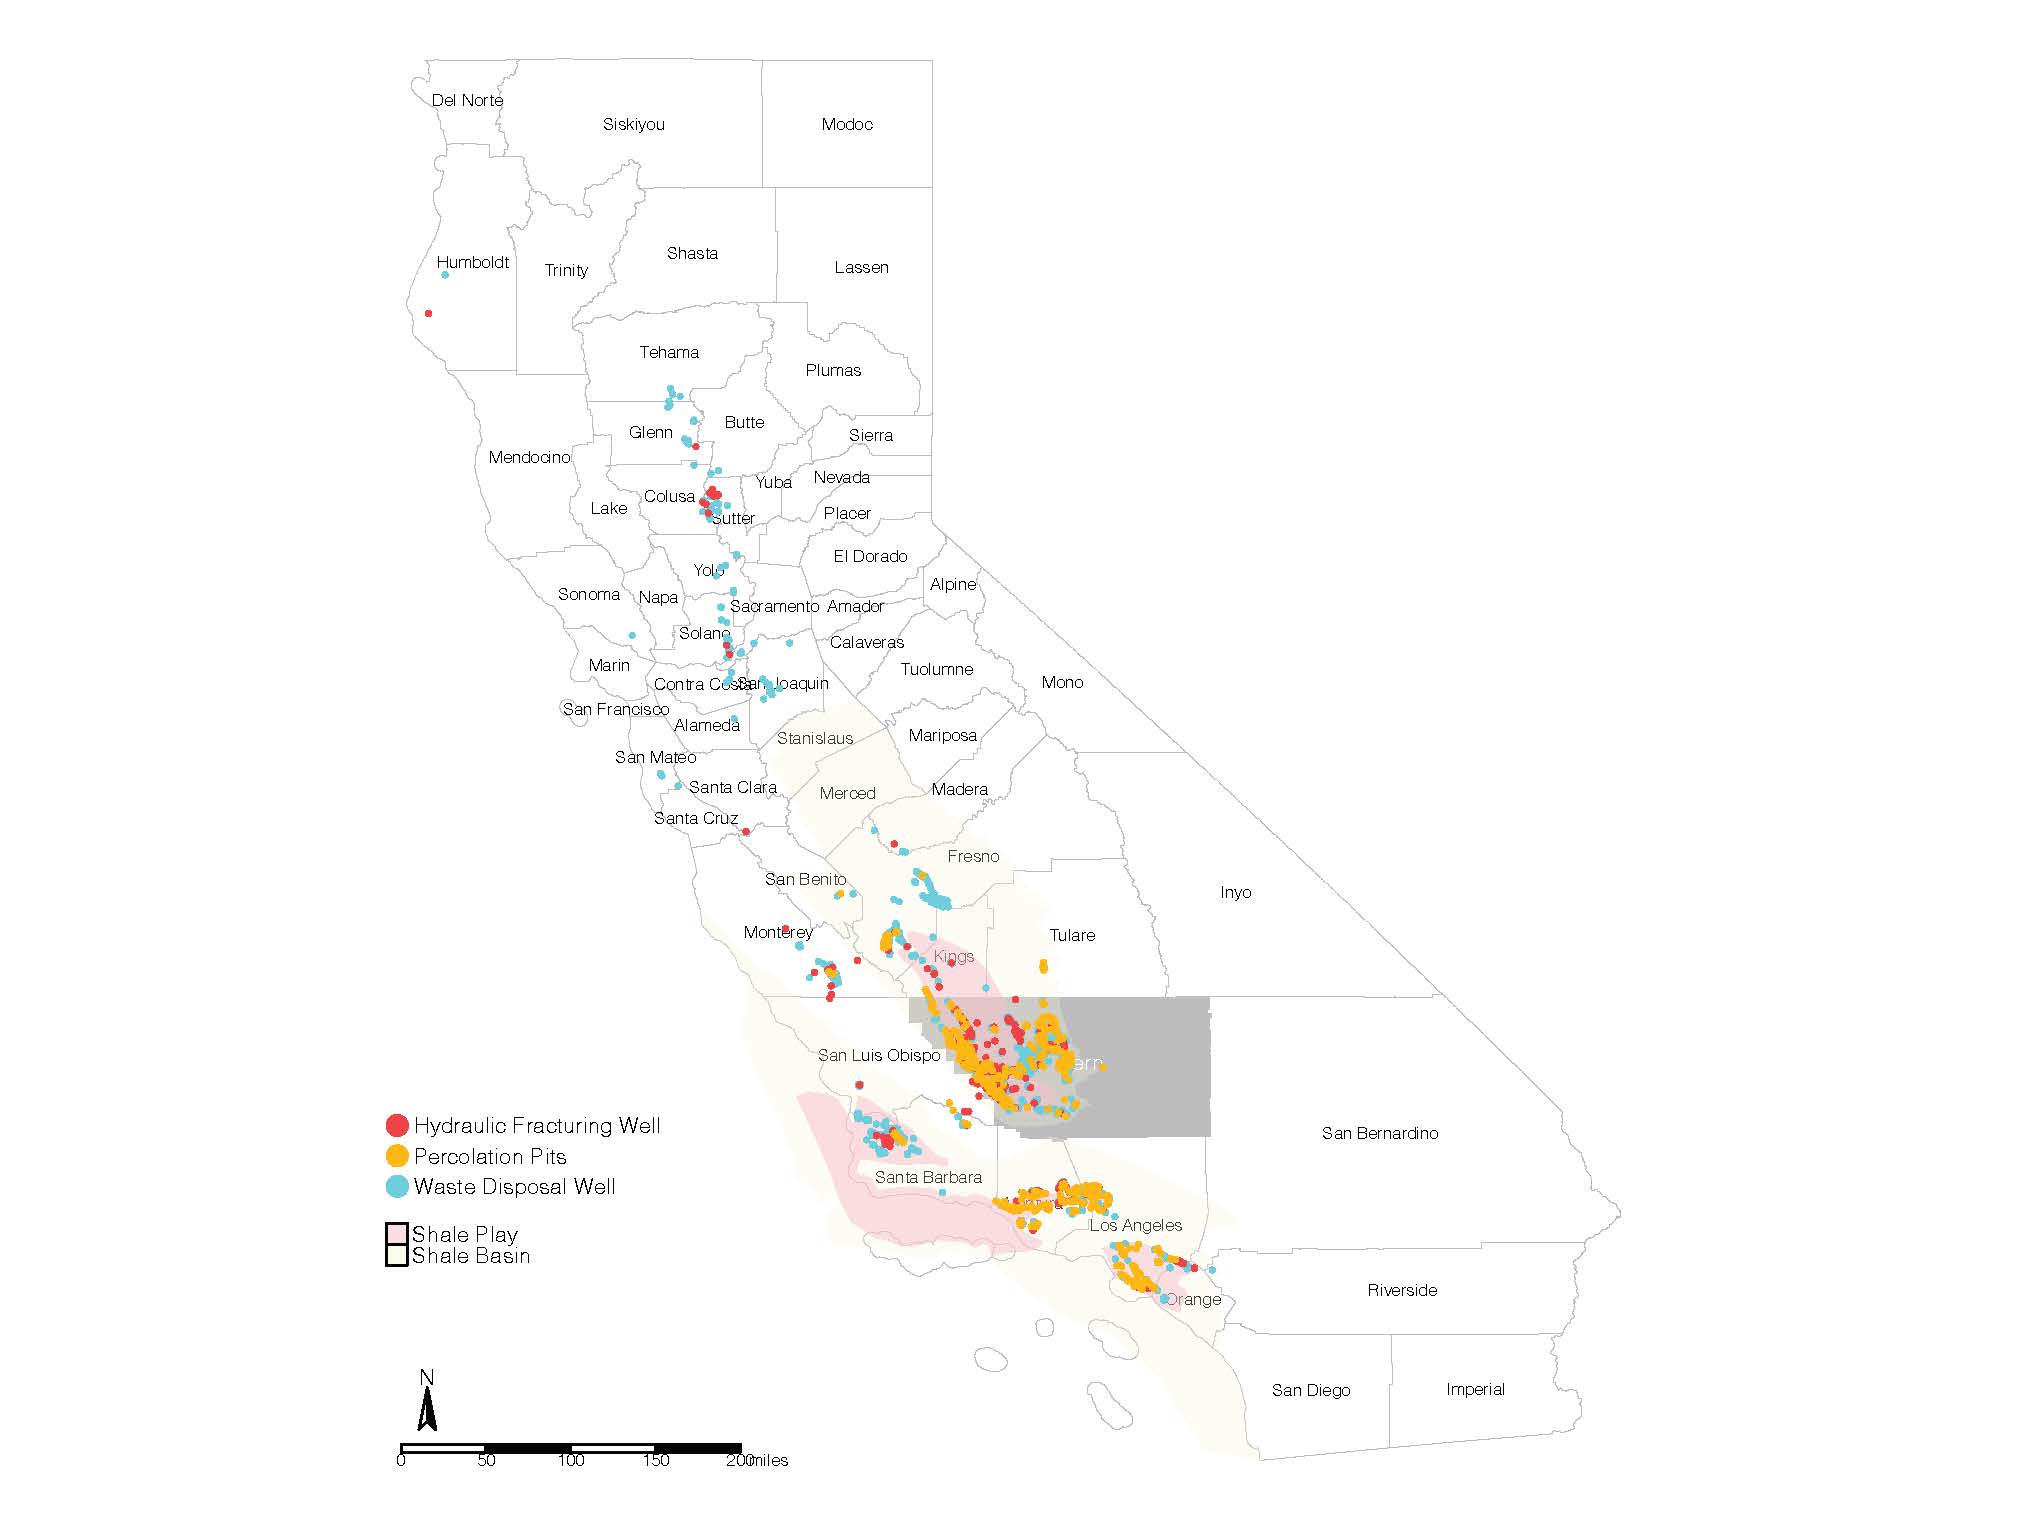 Del Norte
Siskiyou
Modoc
Humboldt
Trinity
Shasta
Lassen
Tehama
Plumas
Glenn
Butte
Sierra
Mendocino
Colusa
Yuba
Nevada
Lake
Sutter
Placer
Yolo
El Dorado
Alpine
Sonoma
Napa
Sacramento
Amador
Solano
Calaveras
Marin
Contra Costa
San Joaquin
Tuolumne
Mono
San Francisco
Alameda
Stanislaus
Mariposa
San Mateo
Santa Clara
Merced
Madera
Santa Cruz
Fresno
San Benito
Inyo
Monterey
Kings
Tulare
San Luis Obispo
ern
San Bernardino
Santa Barbara
Los Angeles
Orange
Riverside
San Diego
Imperial
Hydraulic Fracturing Well
Percolation Pits
Waste Disposal Well
Shale Play
Shale Basin
N
0 50 100 150 200 miles